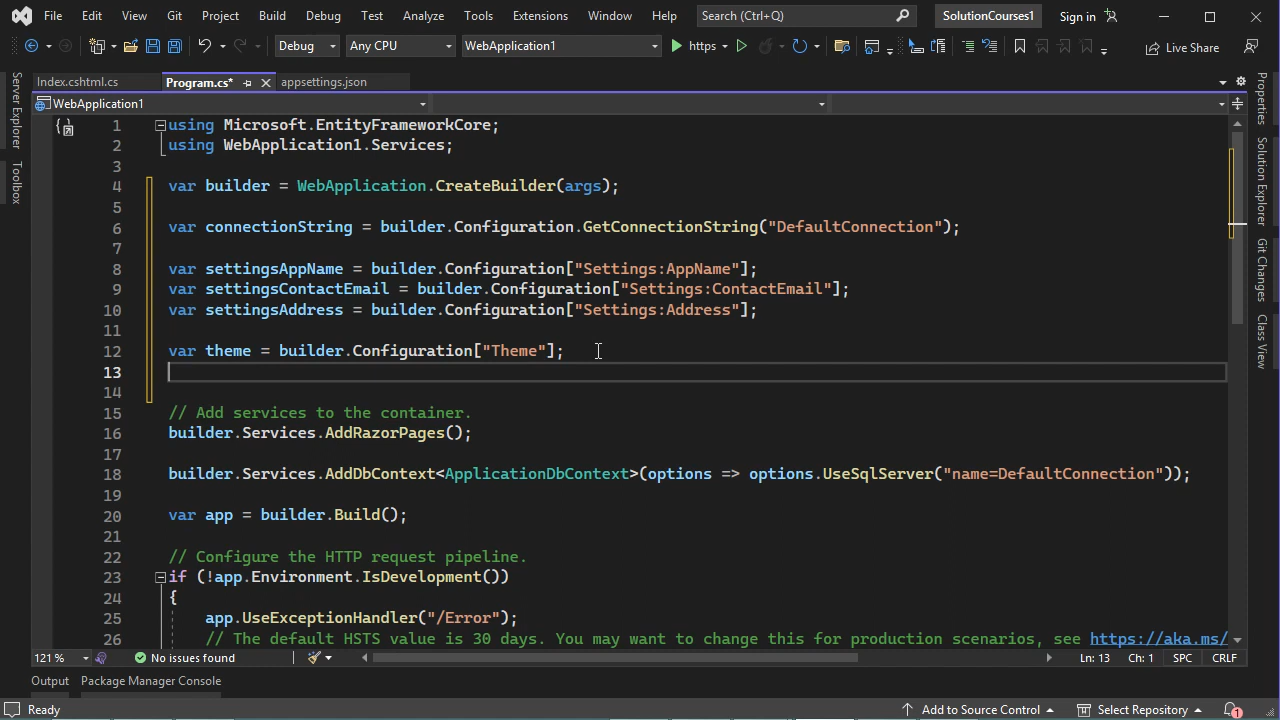 File Edit View Git Project Build Debug Test Analyze Tools Extensions Window Help Search (Ctrl+Q) SolutionCourses1 Sign in
Debug Any CPU WebApplication1 https Live Share
Index.cshtml.cs Program.cs* appsettings.json
WebApplication1
Server Explorer
Toolbox
Properties
Solution Explorer
Git Changes
Class View
1 using Microsoft.EntityFrameworkCore;
2 using WebApplication1.Services;
3
4 var builder = WebApplication.CreateBuilder(args);
5
6 var connectionString = builder.Configuration.GetConnectionString("DefaultConnection");
7
8 var settingsAppName = builder.Configuration["Settings:AppName"];
9 var settingsContactEmail = builder.Configuration["Settings:ContactEmail"];
10 var settingsAddress = builder.Configuration["Settings:Address"];
11
12 var theme = builder.Configuration["Theme"];
13
14
15 // Add services to the container.
16 builder.Services.AddRazorPages();
17
18 builder.Services.AddDbContext<ApplicationDbContext>(options => options.UseSqlServer("name=DefaultConnection"));
19
20 var app = builder.Build();
21
22 // Configure the HTTP request pipeline.
23 if (!app.Environment.IsDevelopment())
24 {
25 app.UseExceptionHandler("/Error");
26 // The default HSTS value is 30 days. You may want to change this for production scenarios, see https://aka.ms/
121 % No issues found Ln: 13 Ch: 1 SPC CRLF
Output Package Manager Console
Ready Add to Source Control Select Repository 1